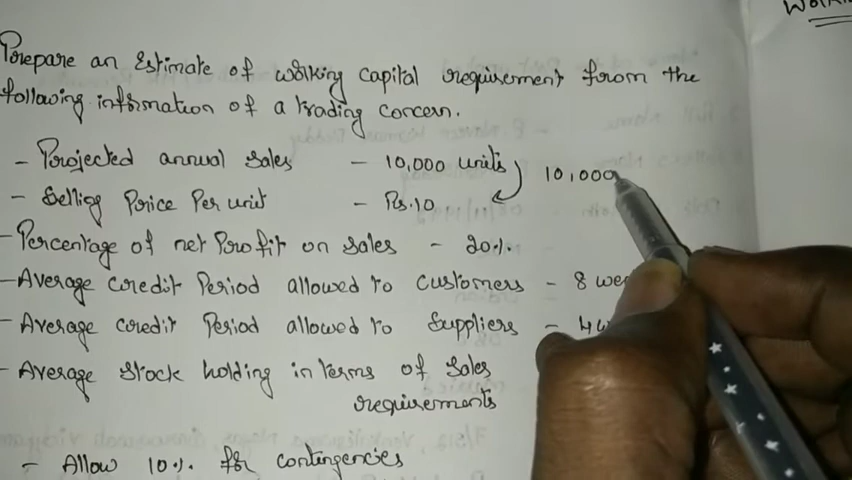 Prepare an Estimate of working capital requirement from the
following information of a trading concern.
- Projected annual sales - 10,000 units 10,000
- Selling Price Per unit - Rs.10
- Percentage of net Profit on sales - 20%.
- Average credit Period allowed to customers - 8
- Average credit Period allowed to suppliers - 4
- Average stock holding in terms of sales
requirements
- Allow 10%. for contingencies